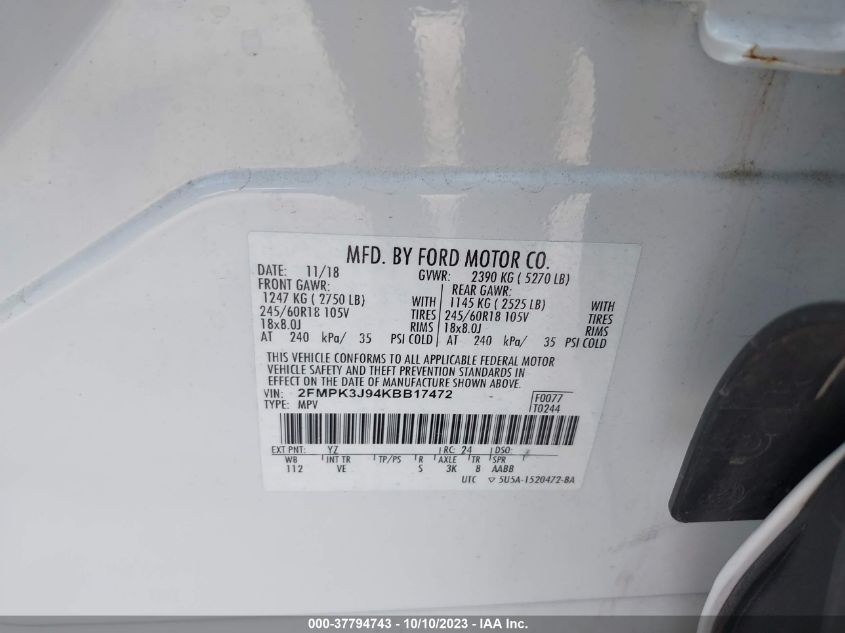 MFD. BY FORD MOTOR CO.
DATE: 11/18 GVWR: 2390 KG ( 5270 LB)
FRONT GAWR: REAR GAWR:
1247 KG ( 2750 LB) WITH 1145 KG ( 2525 LB) WITH
245/60R18 105V TIRES 245/60R18 105V TIRES
18x8.0J RIMS 18x8.0J RIMS
AT 240 kPa/ 35 PSI COLD AT 240 kPa/ 35 PSI COLD
THIS VEHICLE CONFORMS TO ALL APPLICABLE FEDERAL MOTOR
VEHICLE SAFETY AND THEFT PREVENTION STANDARDS IN
EFFECT ON THE DATE OF MANUFACTURE SHOWN ABOVE.
VIN: 2FMPK3J94KBB17472 F0077
TYPE: MPV T0244
EXT PNT: YZ RC: 24 DSO:
WB INT TR TP/PS R AXLE TR SPR
112 VE S 3K 8 AABB
UTC ▽ 5U5A-1520472-BA
000-37794743 - 10/10/2023 - IAA Inc.